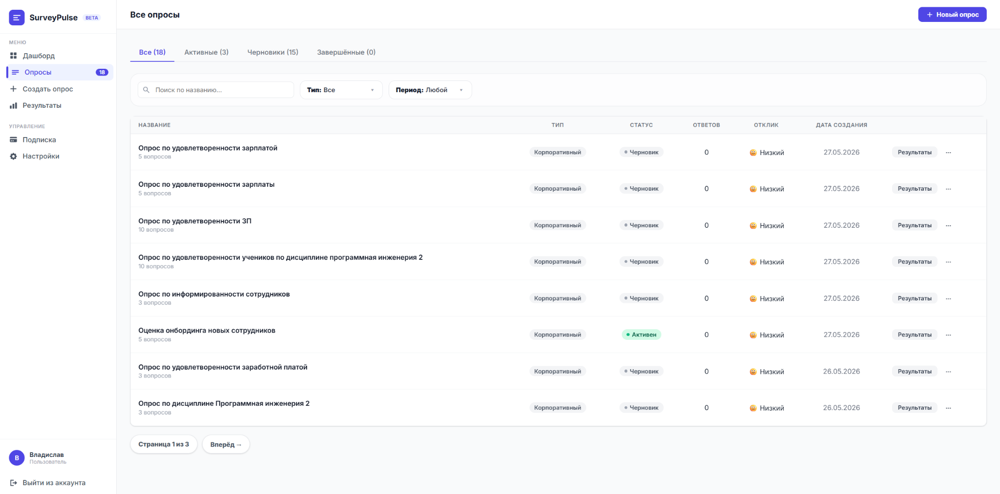 SurveyPulse BETA
МЕНЮ
Дашборд
Опросы 18
Создать опрос
Результаты
УПРАВЛЕНИЕ
Подписка
Настройки
В
Владислав
Пользователь
Выйти из аккаунта
Все опросы
+ Новый опрос
Все (18) Активные (3) Черновики (15) Завершённые (0)
Поиск по названию... Тип: Все Период: Любой
НАЗВАНИЕ ТИП СТАТУС ОТВЕТОВ ОТКЛИК ДАТА СОЗДАНИЯ
Опрос по удовлетворенности зарплатой
5 вопросов
Корпоративный Черновик 0 Низкий 27.05.2026 Результаты ...
Опрос по удовлетворенности зарплаты
5 вопросов
Корпоративный Черновик 0 Низкий 27.05.2026 Результаты ...
Опрос по удовлетворенности ЗП
10 вопросов
Корпоративный Черновик 0 Низкий 27.05.2026 Результаты ...
Опрос по удовлетворенности учеников по дисциплине программная инженерия 2
10 вопросов
Корпоративный Черновик 0 Низкий 27.05.2026 Результаты ...
Опрос по информированности сотрудников
3 вопросов
Корпоративный Черновик 0 Низкий 27.05.2026 Результаты ...
Оценка онбординга новых сотрудников
5 вопросов
Корпоративный Активен 0 Низкий 27.05.2026 Результаты ...
Опрос по удовлетворенности заработной платой
3 вопросов
Корпоративный Черновик 0 Низкий 26.05.2026 Результаты ...
Опрос по дисциплине Программная инженерия 2
3 вопросов
Корпоративный Черновик 0 Низкий 26.05.2026 Результаты ...
Страница 1 из 3 Вперёд →